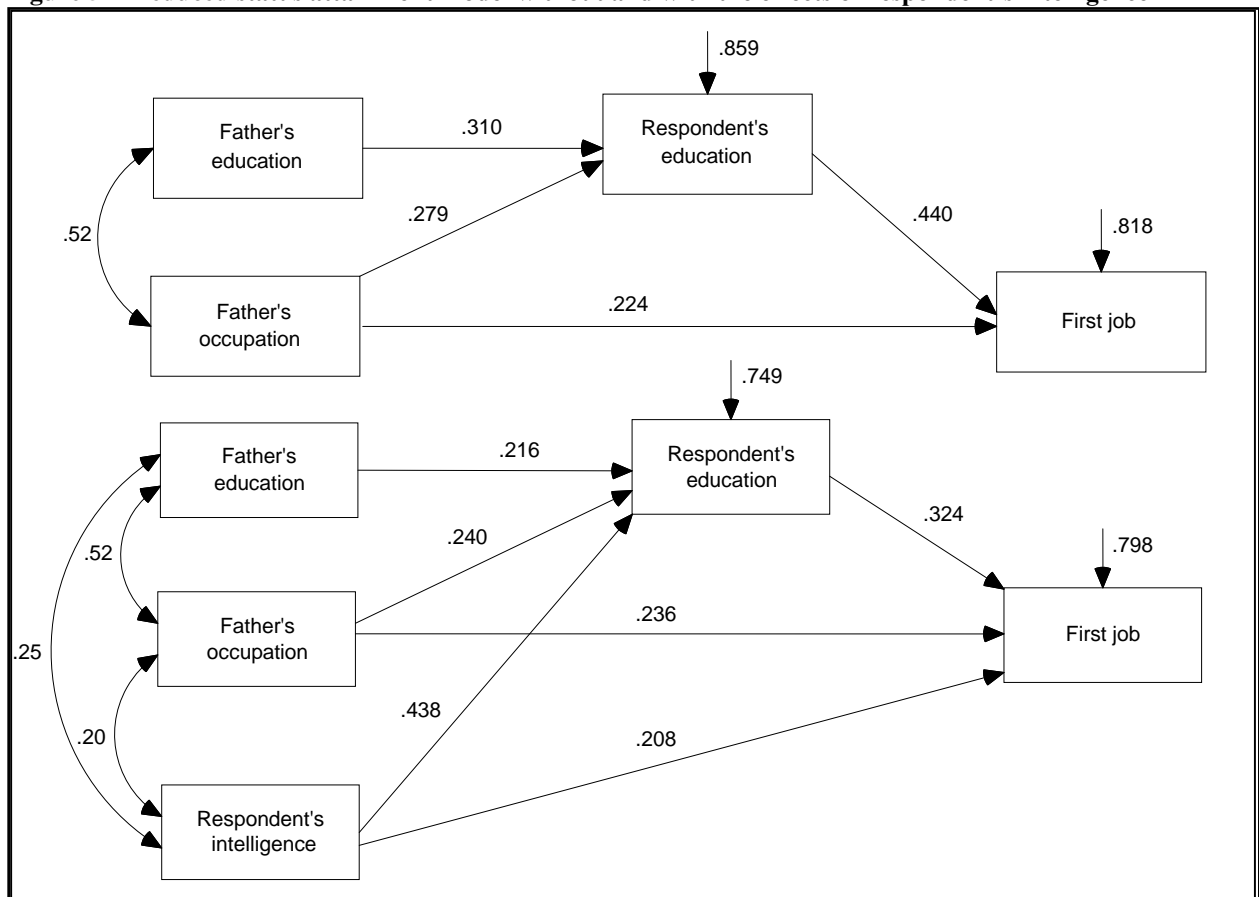 .859
Father's
education
.310
Respondent's
education
.279
.52
.440
.818
Father's
occupation
.224
First job
.749
Father's
education
.216
Respondent's
education
.324
.52
.240
.798
Father's
occupation
.236
First job
.25
.438
.20
.208
Respondent's
intelligence